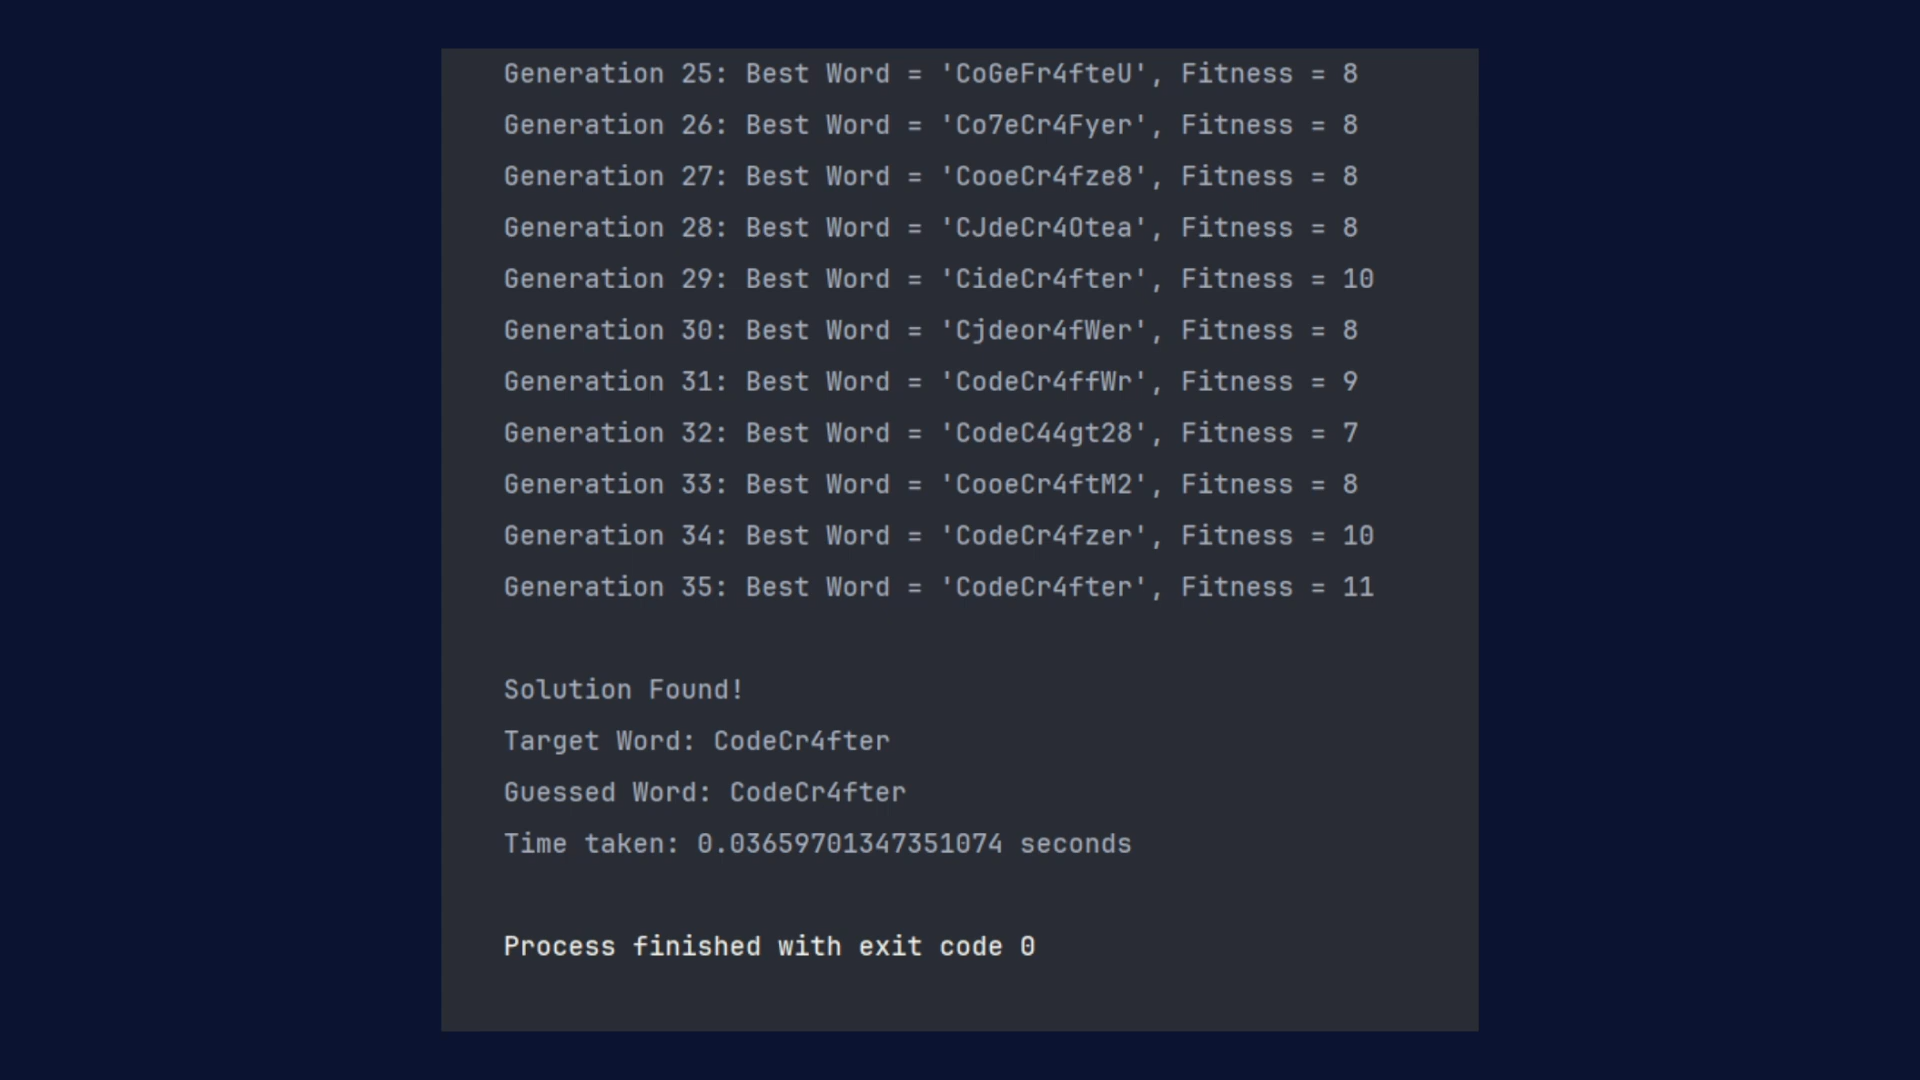 Generation 25: Best Word = 'CoGeFr4fteU', Fitness = 8
Generation 26: Best Word = 'Co7eCr4Fyer', Fitness = 8
Generation 27: Best Word = 'CooeCr4fze8', Fitness = 8
Generation 28: Best Word = 'CJdeCr4Otea', Fitness = 8
Generation 29: Best Word = 'CideCr4fter', Fitness = 10
Generation 30: Best Word = 'Cjdeor4fWer', Fitness = 8
Generation 31: Best Word = 'CodeCr4ffWr', Fitness = 9
Generation 32: Best Word = 'CodeC44gt28', Fitness = 7
Generation 33: Best Word = 'CooeCr4ftM2', Fitness = 8
Generation 34: Best Word = 'CodeCr4fzer', Fitness = 10
Generation 35: Best Word = 'CodeCr4fter', Fitness = 11
Solution Found!
Target Word: CodeCr4fter
Guessed Word: CodeCr4fter
Time taken: 0.03659701347351074 seconds
Process finished with exit code 0